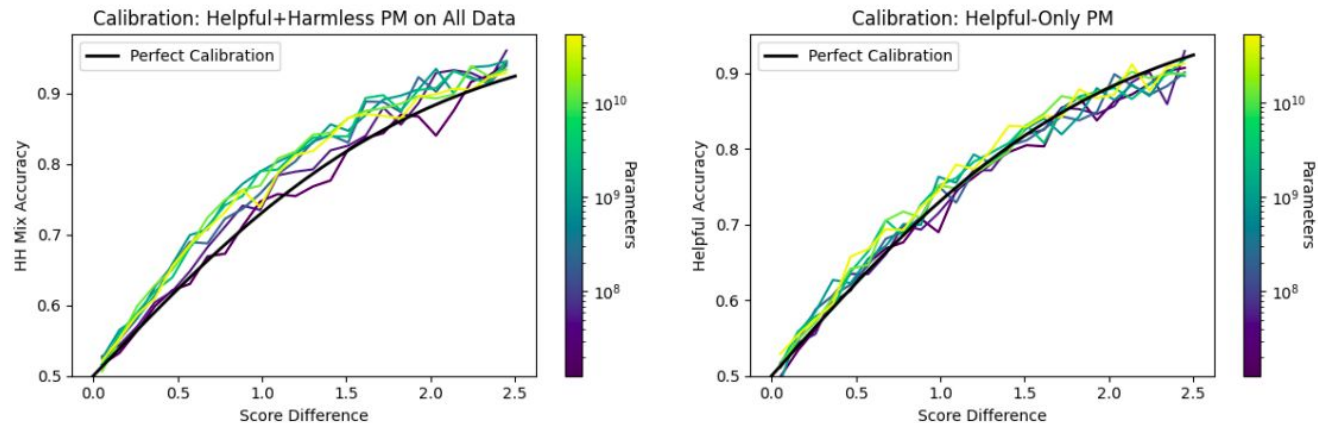 Calibration: Helpful+Harmless PM on All Data
Perfect Calibration
HH Mix Accuracy
0.9
0.8
0.7
0.6
0.5
0.0 0.5 1.0 1.5 2.0 2.5
Score Difference
10^10
10^9
10^8
Parameters
Calibration: Helpful-Only PM
Perfect Calibration
Helpful Accuracy
0.9
0.8
0.7
0.6
0.5
0.0 0.5 1.0 1.5 2.0 2.5
Score Difference
10^10
10^9
10^8
Parameters